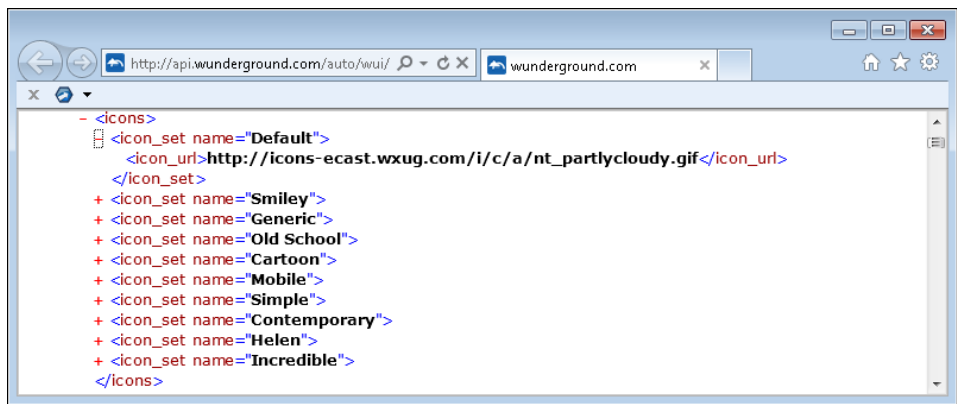 http://api.wunderground.com/auto/wui/
wunderground.com
- <icons>
- <icon_set name="Default">
<icon_url>http://icons-ecast.wxug.com/i/c/a/nt_partlycloudy.gif</icon_url>
</icon_set>
+ <icon_set name="Smiley">
+ <icon_set name="Generic">
+ <icon_set name="Old School">
+ <icon_set name="Cartoon">
+ <icon_set name="Mobile">
+ <icon_set name="Simple">
+ <icon_set name="Contemporary">
+ <icon_set name="Helen">
+ <icon_set name="Incredible">
</icons>